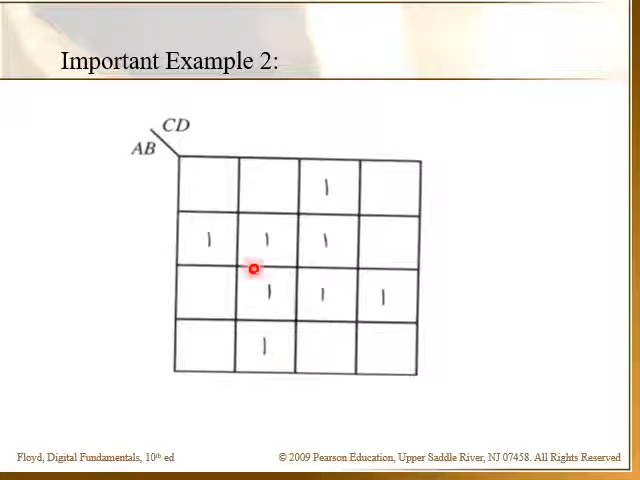 Important Example 2:
CD
AB
1
1 1 1
1 1 1
1
Floyd, Digital Fundamentals, 10th ed
© 2009 Pearson Education, Upper Saddle River, NJ 07458. All Rights Reserved